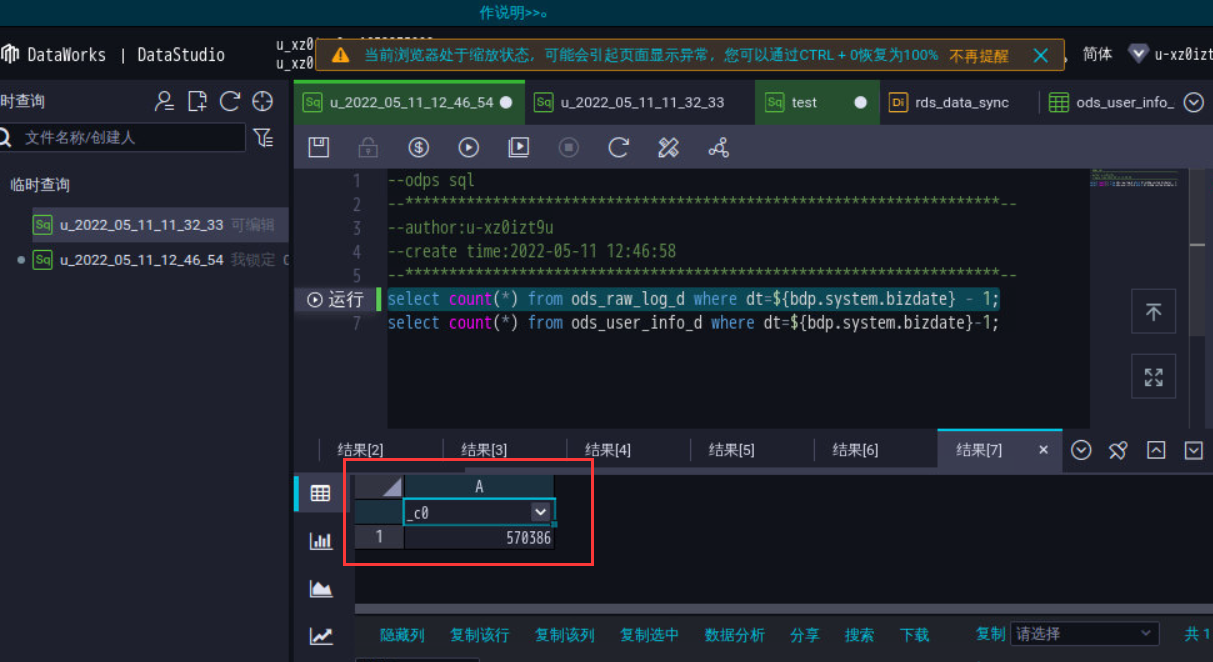 作说明>>。
DataWorks | DataStudio
u_xz0
u_xz0
当前浏览器处于缩放状态，可能会引起页面显示异常，您可以通过CTRL + 0恢复为100% 不再提醒
简体
u-xz0izt
时查询
Sq u_2022_05_11_12_46_54
Sq u_2022_05_11_11_32_33
Sq test
Di rds_data_sync
ods_user_info_
文件名称/创建人
临时查询
Sq u_2022_05_11_11_32_33 可编辑
Sq u_2022_05_11_12_46_54 我锁定
1 --odps sql
2 --********************************************************************--
3 --author:u-xz0izt9u
4 --create time:2022-05-11 12:46:58
5 --********************************************************************--
运行 select count(*) from ods_raw_log_d where dt=${bdp.system.bizdate} - 1;
7 select count(*) from ods_user_info_d where dt=${bdp.system.bizdate}-1;
结果[2] 结果[3] 结果[4] 结果[5] 结果[6] 结果[7] ×
A
_c0
1 570386
隐藏列 复制该行 复制该列 复制选中 数据分析 分享 搜索 下载 复制 请选择 共 1